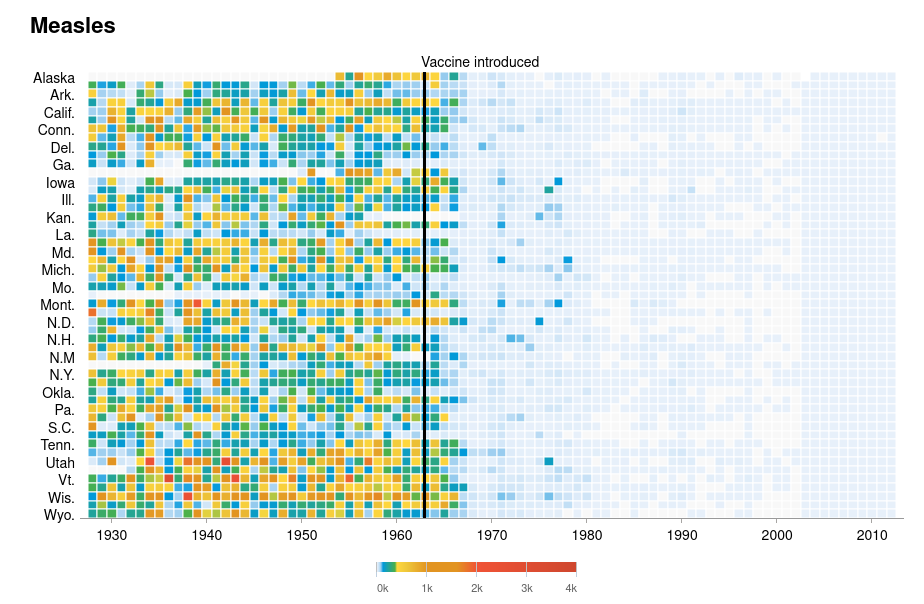 Measles
Vaccine introduced
Alaska
Ark.
Calif.
Conn.
Del.
Ga.
Iowa
Ill.
Kan.
La.
Md.
Mich.
Mo.
Mont.
N.D.
N.H.
N.M
N.Y.
Okla.
Pa.
S.C.
Tenn.
Utah
Vt.
Wis.
Wyo.
1930 1940 1950 1960 1970 1980 1990 2000 2010
0k 1k 2k 3k 4k